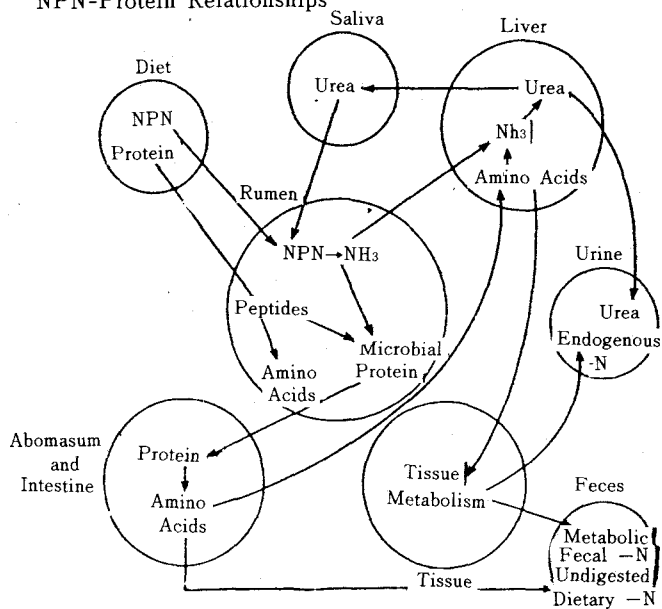 NPN-Protein Relationships
Saliva
Liver
Diet
Urea
Urea
NPN
Nh3
Protein
Amino Acids
Rumen
NPN→NH3
Urine
Urea
Peptides
Endogenous
-N
Microbial
Protein
Amino
Acids
Abomasum
and
Intestine
Protein
Amino
Acids
Tissue
Metabolism
Feces
Metabolic
Fecal -N
Undigested
Dietary -N
Tissue